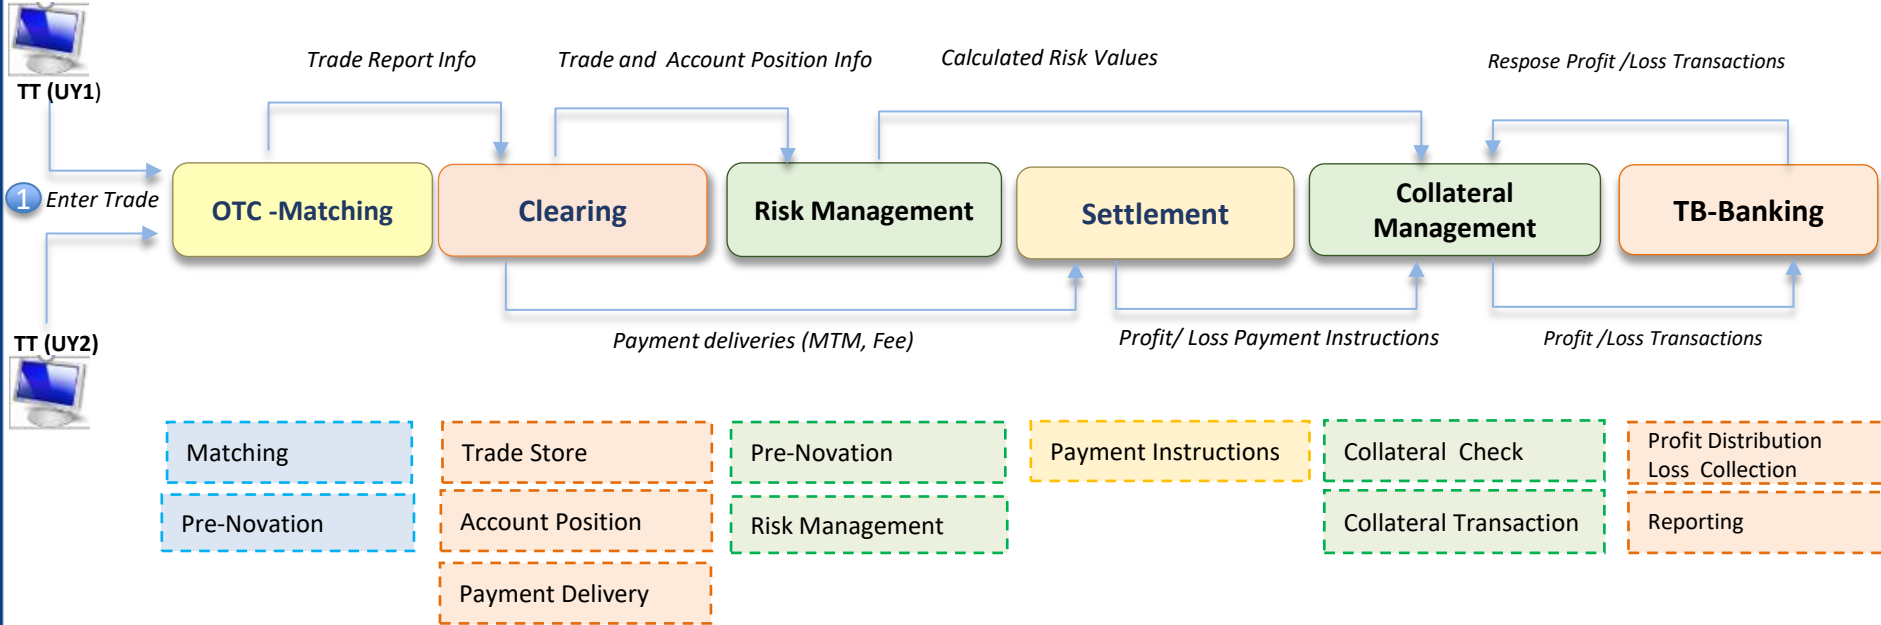 Trade Report Info
Trade and Account Position Info
Calculated Risk Values
Respose Profit /Loss Transactions
TT (UY1)
1 Enter Trade
OTC -Matching
Clearing
Risk Management
Settlement
Collateral
Management
TB-Banking
TT (UY2)
Payment deliveries (MTM, Fee)
Profit/ Loss Payment Instructions
Profit /Loss Transactions
Matching
Pre-Novation
Trade Store
Account Position
Payment Delivery
Pre-Novation
Risk Management
Payment Instructions
Collateral Check
Collateral Transaction
Profit Distribution
Loss Collection
Reporting